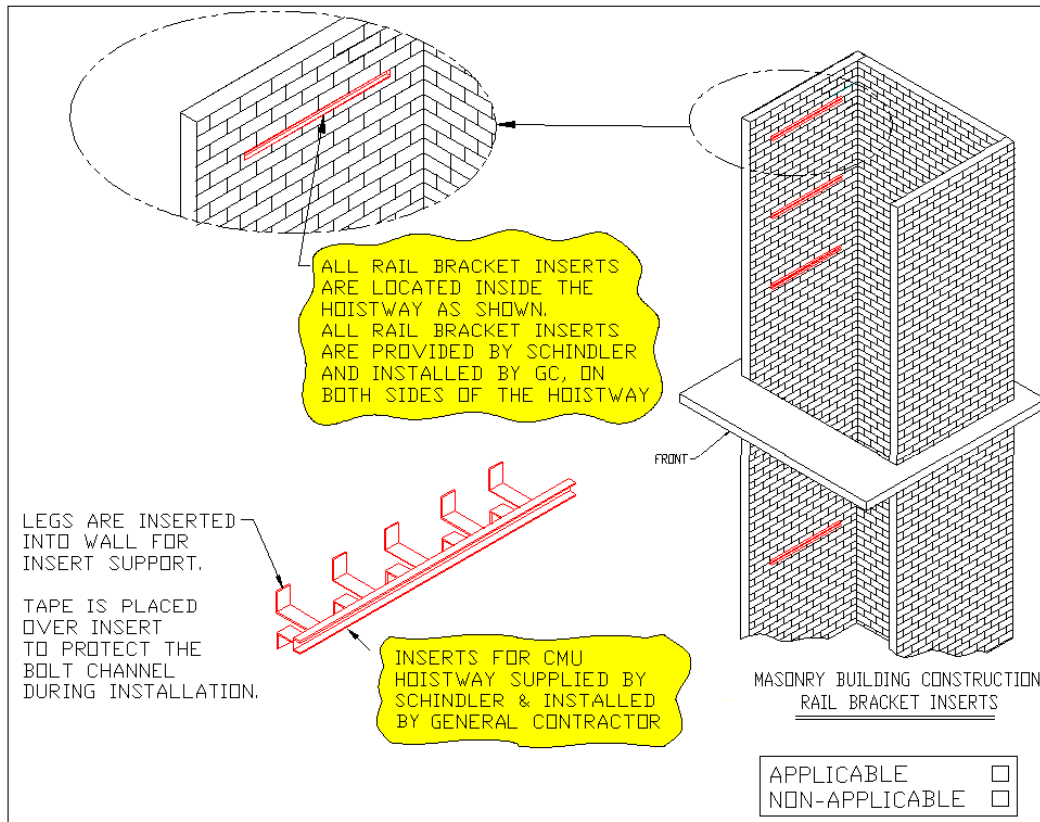 ALL RAIL BRACKET INSERTS
ARE LOCATED INSIDE THE
HOISTWAY AS SHOWN.
ALL RAIL BRACKET INSERTS
ARE PROVIDED BY SCHINDLER
AND INSTALLED BY GC, ON
BOTH SIDES OF THE HOISTWAY
FRONT
LEGS ARE INSERTED
INTO WALL FOR
INSERT SUPPORT.
TAPE IS PLACED
OVER INSERT
TO PROTECT THE
BOLT CHANNEL
DURING INSTALLATION.
INSERTS FOR CMU
HOISTWAY SUPPLIED BY
SCHINDLER & INSTALLED
BY GENERAL CONTRACTOR
MASONRY BUILDING CONSTRUCTION
RAIL BRACKET INSERTS
APPLICABLE
NON-APPLICABLE